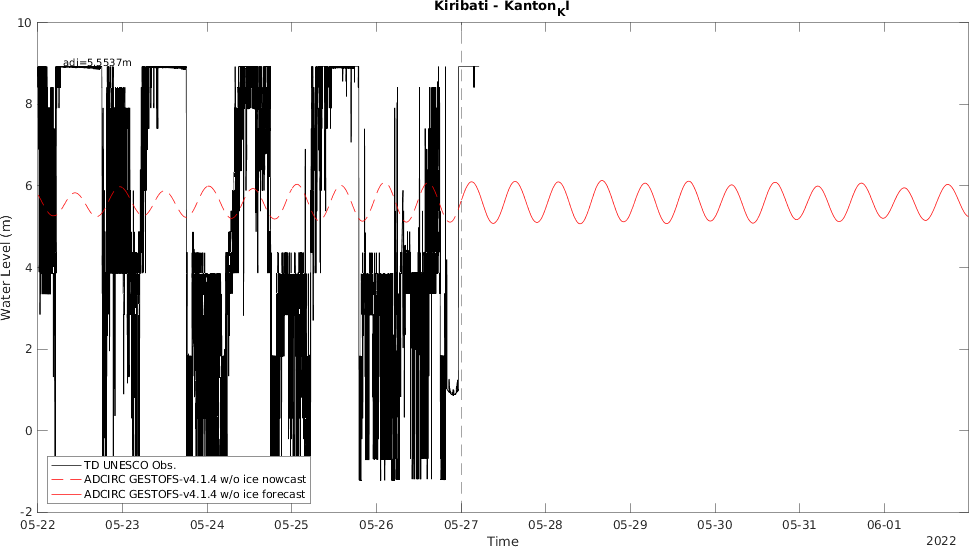 Kiribati - Kanton_KI
adj=5.5537m
Water Level (m)
10
8
6
4
2
0
-2
TD UNESCO Obs.
ADCIRC GESTOFS-v4.1.4 w/o ice nowcast
ADCIRC GESTOFS-v4.1.4 w/o ice forecast
05-22 05-23 05-24 05-25 05-26 05-27 05-28 05-29 05-30 05-31 06-01
Time
2022